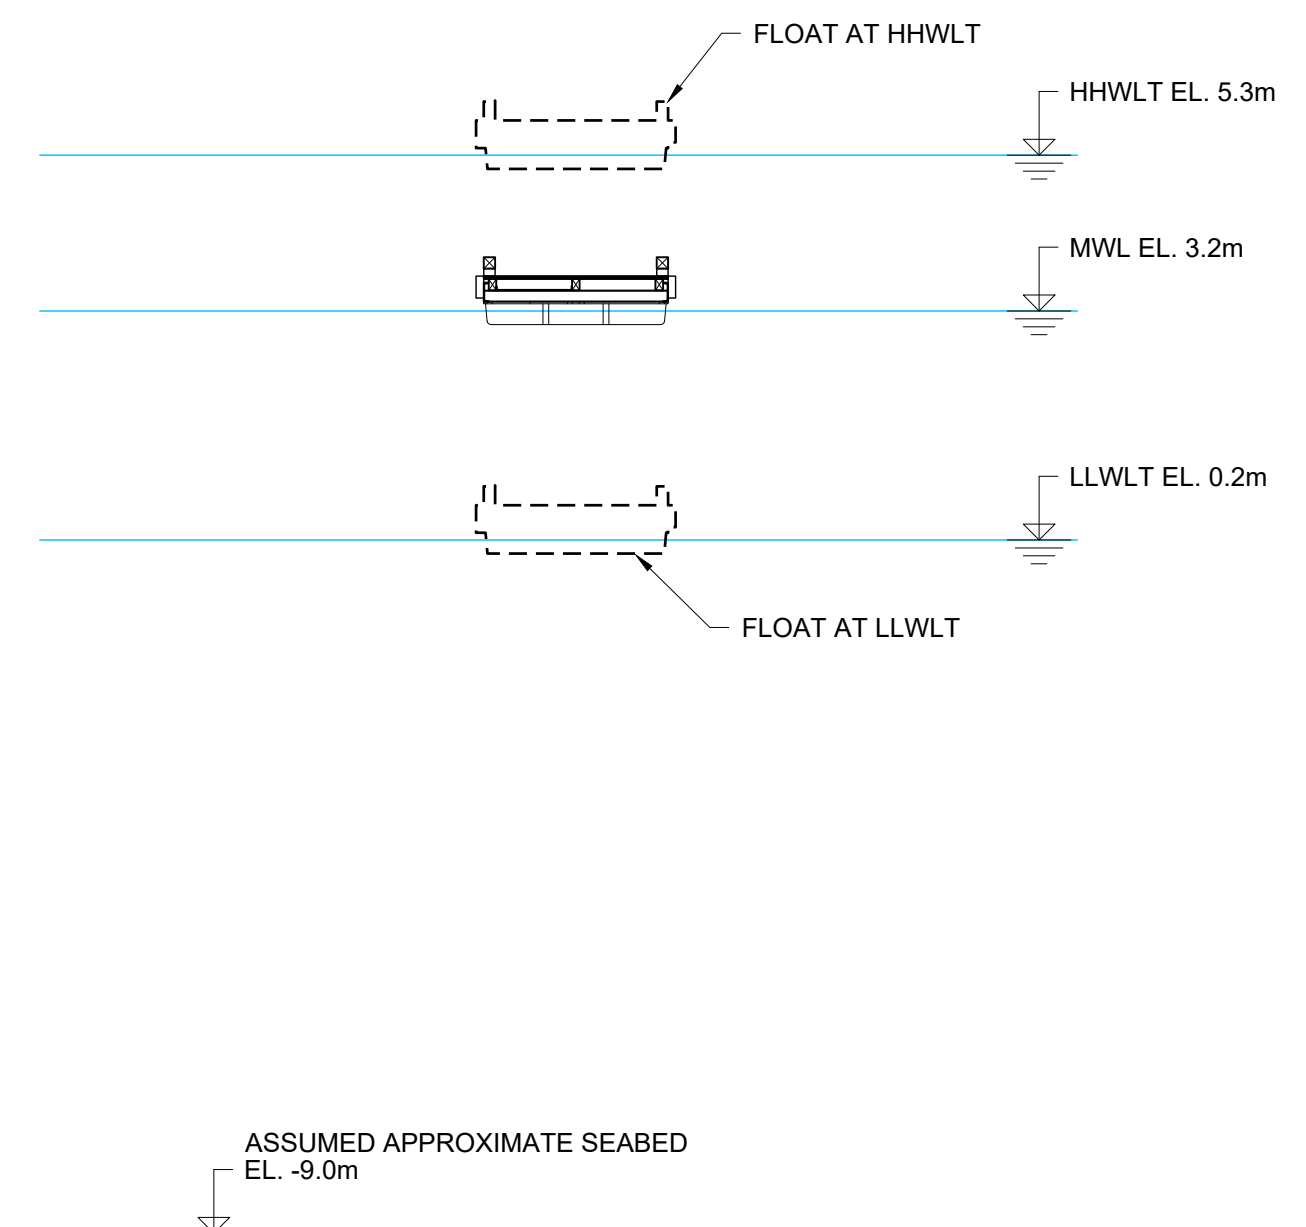 FLOAT AT HHWLT
HHWLT EL. 5.3m
MWL EL. 3.2m
LLWLT EL. 0.2m
FLOAT AT LLWLT
ASSUMED APPROXIMATE SEABED
EL. -9.0m